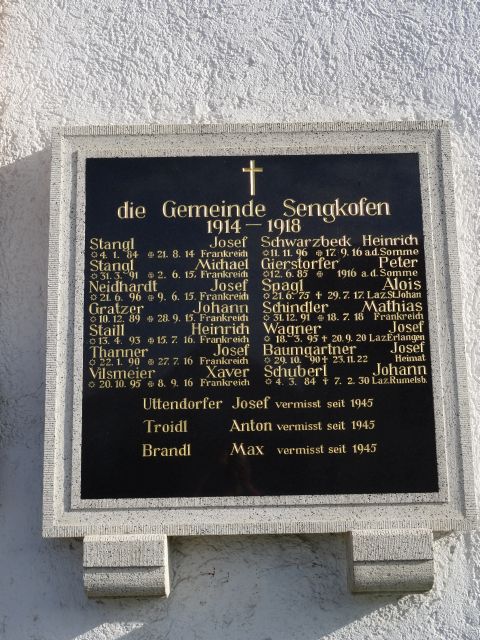 die Gemeinde Sengkofen
1914 – 1918
Stangl Josef
☼ 4. 1. 84 ⊕ 21. 8. 14 Frankreich
Stangl Michael
☼ 31. 3. 91 ⊕ 2. 6. 15 Frankreich
Neidhardt Josef
☼ 21. 6. 96 ⊕ 9. 6. 15 Frankreich
Gratzer Johann
☼ 10. 12. 89 ⊕ 28. 9. 15 Frankreich
Staill Heinrich
☼ 13. 4. 93 ⊕ 15. 7. 16 Frankreich
Thanner Josef
☼ 22. 1. 90 ⊕ 27. 7. 16 Frankreich
Vilsmeier Xaver
☼ 20. 10. 95 ⊕ 8. 9. 16 Frankreich
Schwarzbeck Heinrich
☼ 11. 11. 96 ⊕ 17. 9. 16 a.d. Somme
Gierstorfer Peter
☼ 12. 6. 85 ⊕ 1916 a.d. Somme
Spagl Alois
☼ 21. 6. 75 + 29. 7. 17 Laz. St. Johan
Schindler Mathias
☼ 31. 12. 91 ⊕ 18. 7. 18 Frankreich
Wagner Josef
☼ 18. 3. 95 + 20. 9. 20 Laz Erlangen
Baumgartner Josef
☼ 29. 10. 90 + 23. 11. 22 Heimat
Schuberl Johann
☼ 4. 3. 84 + 7. 2. 30 Laz. Rumelsb.
Uttendorfer Josef vermisst seit 1945
Troidl Anton vermisst seit 1945
Brandl Max vermisst seit 1945